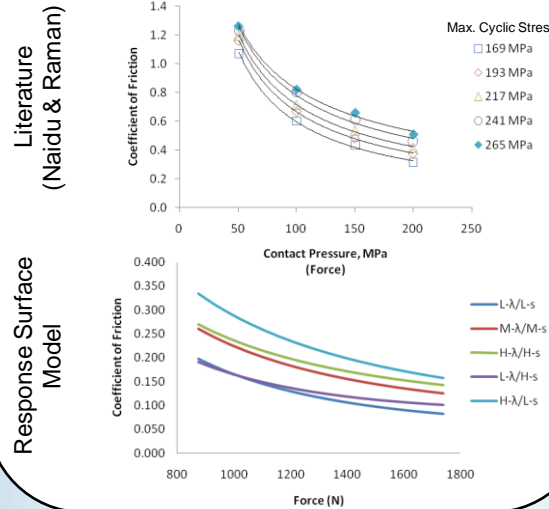 Literature
(Naidu & Raman)
Coefficient of Friction
1.4
1.2
1.0
0.8
0.6
0.4
0.2
0.0
0 50 100 150 200 250
Contact Pressure, MPa
(Force)
Max. Cyclic Stres
169 MPa
193 MPa
217 MPa
241 MPa
265 MPa
Response Surface
Model
Coefficient of Friction
0.400
0.350
0.300
0.250
0.200
0.150
0.100
0.050
0.000
800 1000 1200 1400 1600 1800
Force (N)
L-λ/L-s
M-λ/M-s
H-λ/H-s
L-λ/H-s
H-λ/L-s